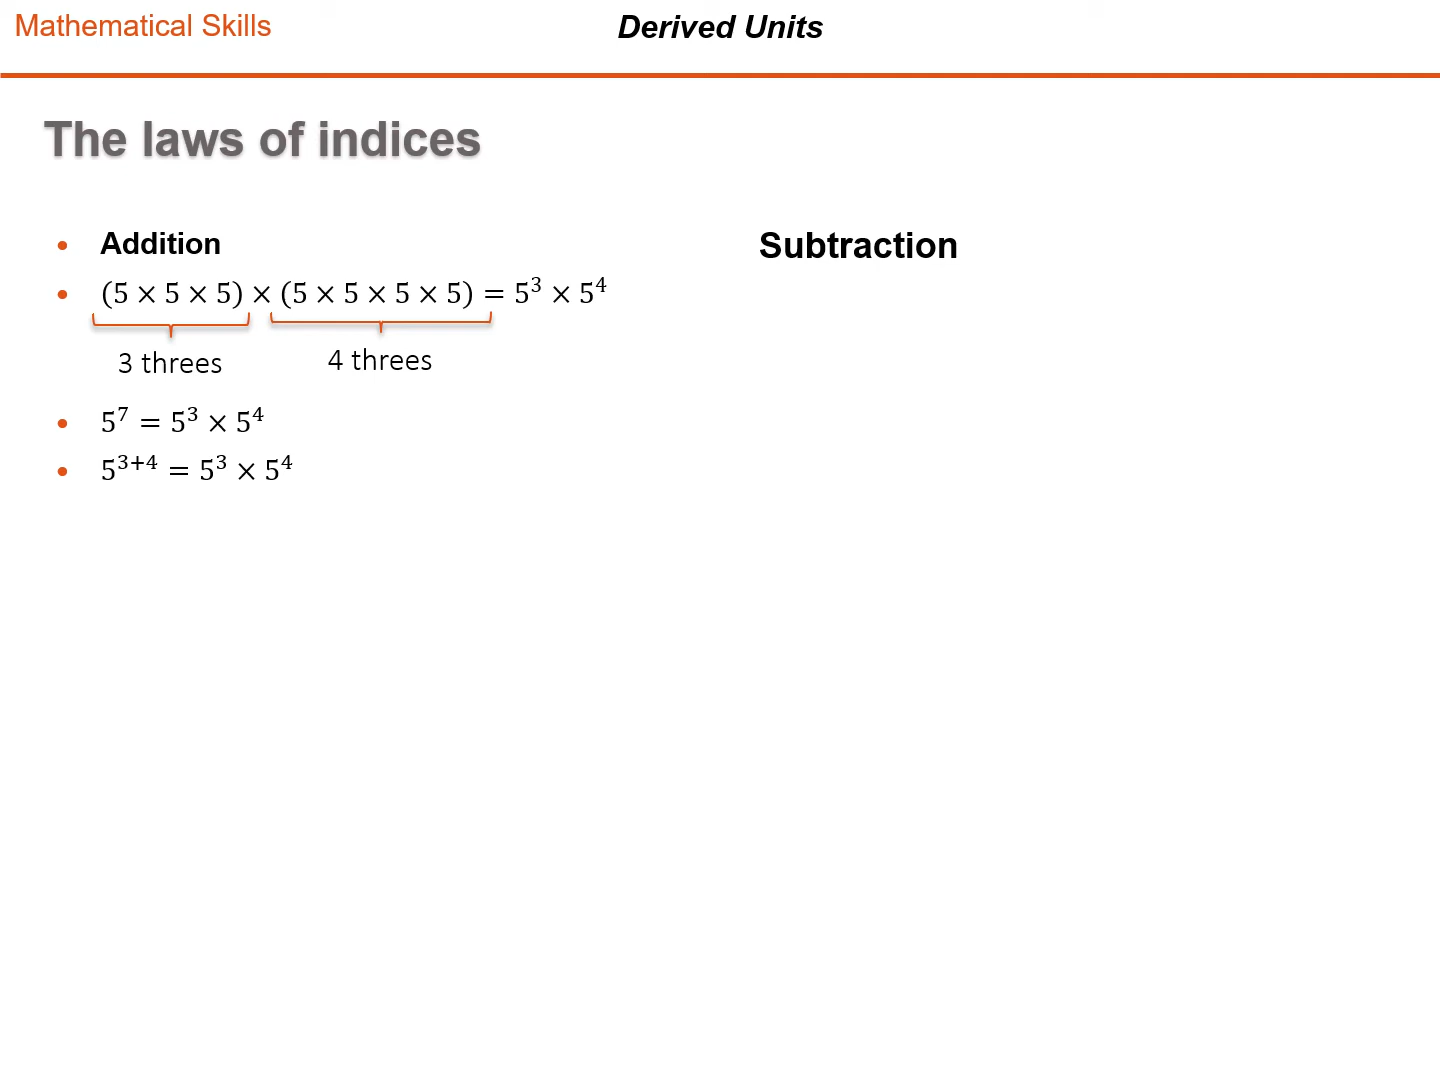 Mathematical Skills
Derived Units
The laws of indices
• Addition
• (5 × 5 × 5) × (5 × 5 × 5 × 5) = 5³ × 5⁴
3 threes
4 threes
• 5⁷ = 5³ × 5⁴
• 5³⁺⁴ = 5³ × 5⁴
Subtraction